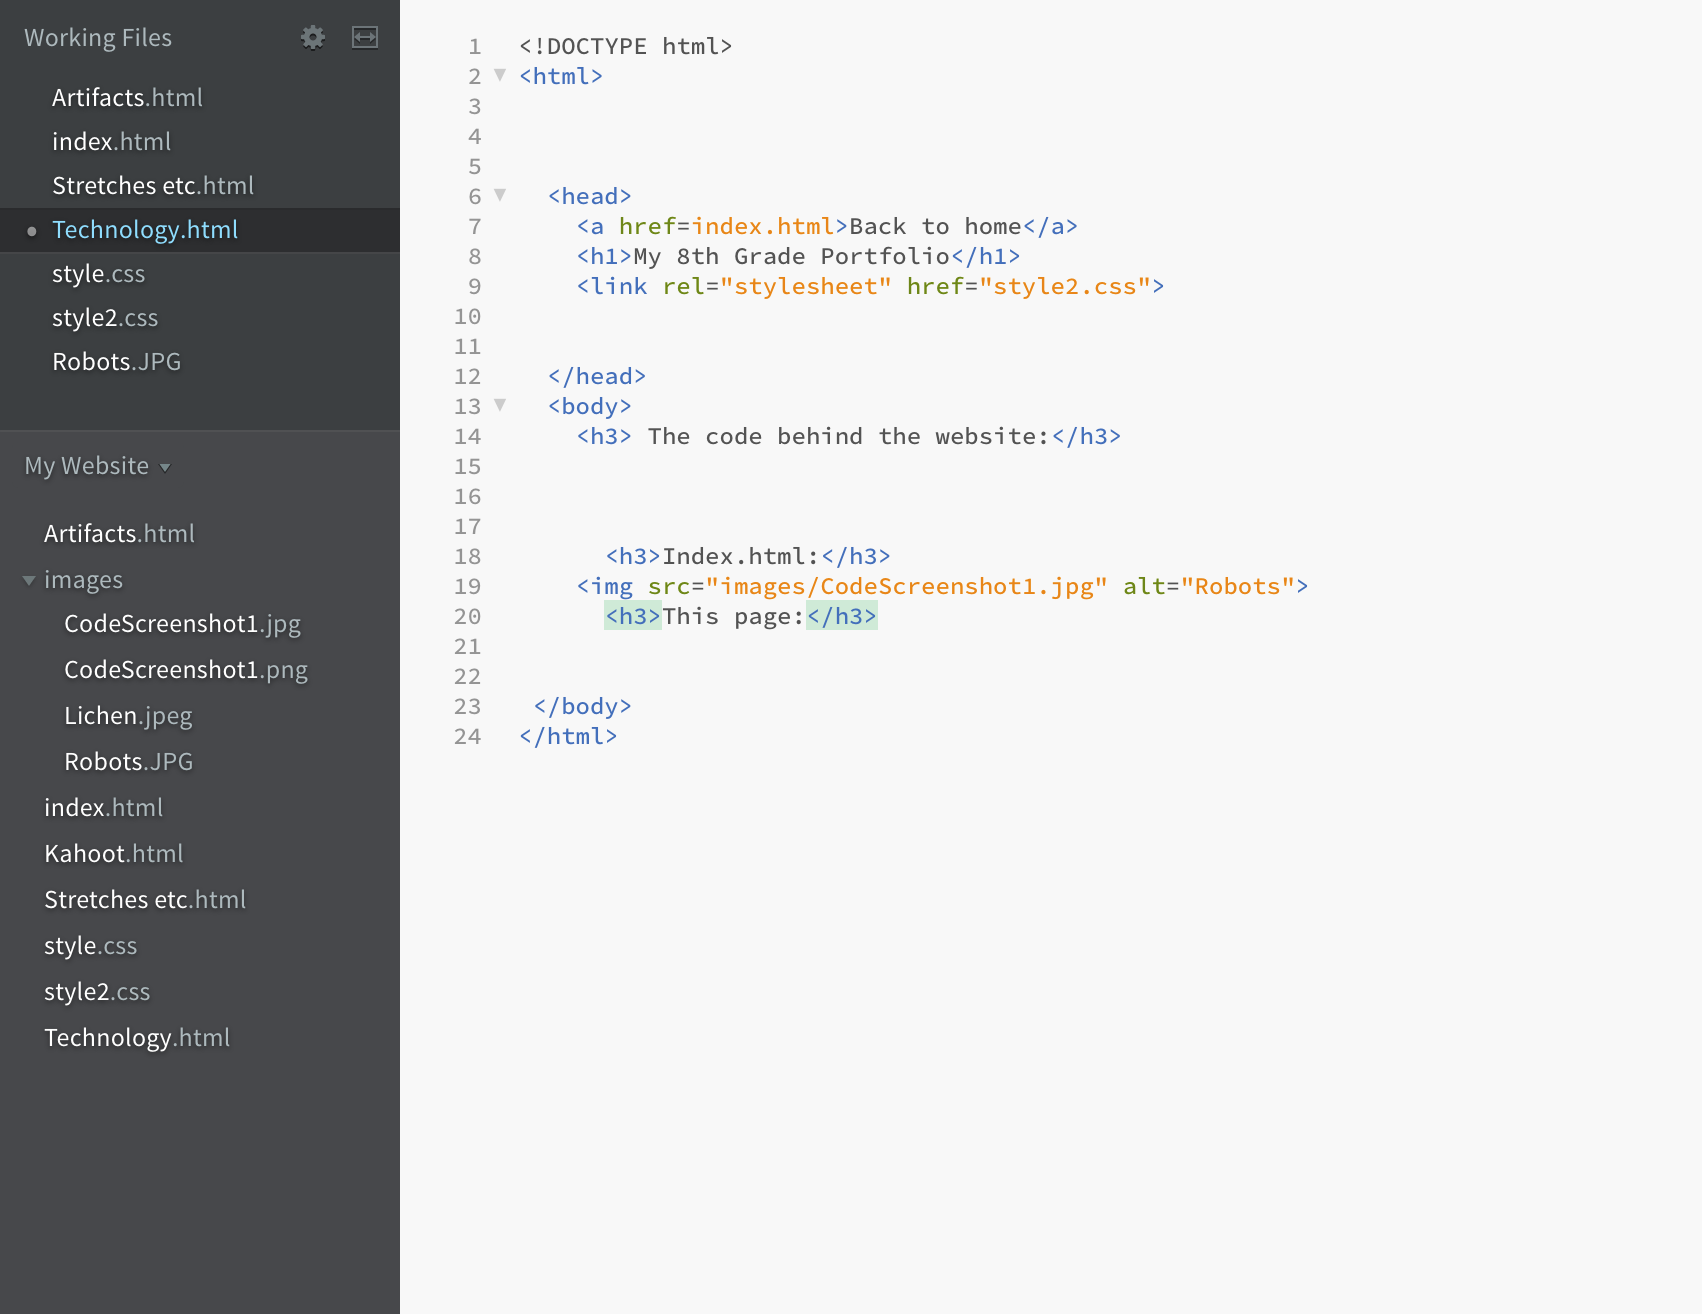 Working Files
Artifacts.html
index.html
Stretches etc.html
Technology.html
style.css
style2.css
Robots.JPG
My Website
Artifacts.html
images
CodeScreenshot1.jpg
CodeScreenshot1.png
Lichen.jpeg
Robots.JPG
index.html
Kahoot.html
Stretches etc.html
style.css
style2.css
Technology.html
1 <!DOCTYPE html>
2 <html>
3
4
5
6   <head>
7     <a href=index.html>Back to home</a>
8     <h1>My 8th Grade Portfolio</h1>
9     <link rel="stylesheet" href="style2.css">
10
11
12   </head>
13   <body>
14     <h3> The code behind the website:</h3>
15
16
17
18       <h3>Index.html:</h3>
19     <img src="images/CodeScreenshot1.jpg" alt="Robots">
20       <h3>This page:</h3>
21
22
23  </body>
24 </html>